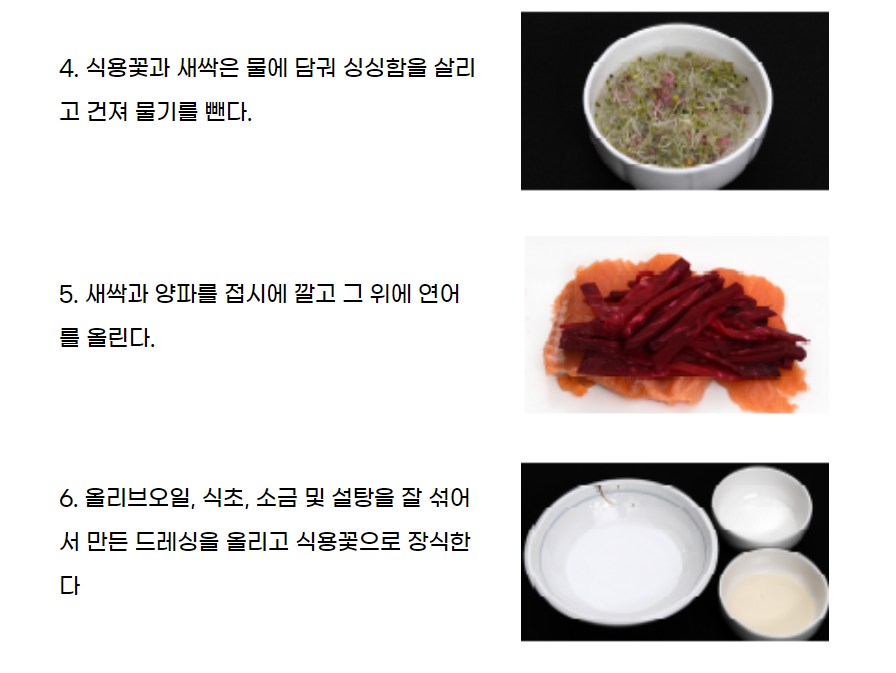 4. 식용꽃과 새싹은 물에 담궈 싱싱함을 살리
고 건져 물기를 뺀다.
5. 새싹과 양파를 접시에 깔고 그 위에 연어
를 올린다.
6. 올리브오일, 식초, 소금 및 설탕을 잘 섞어
서 만든 드레싱을 올리고 식용꽃으로 장식한
다